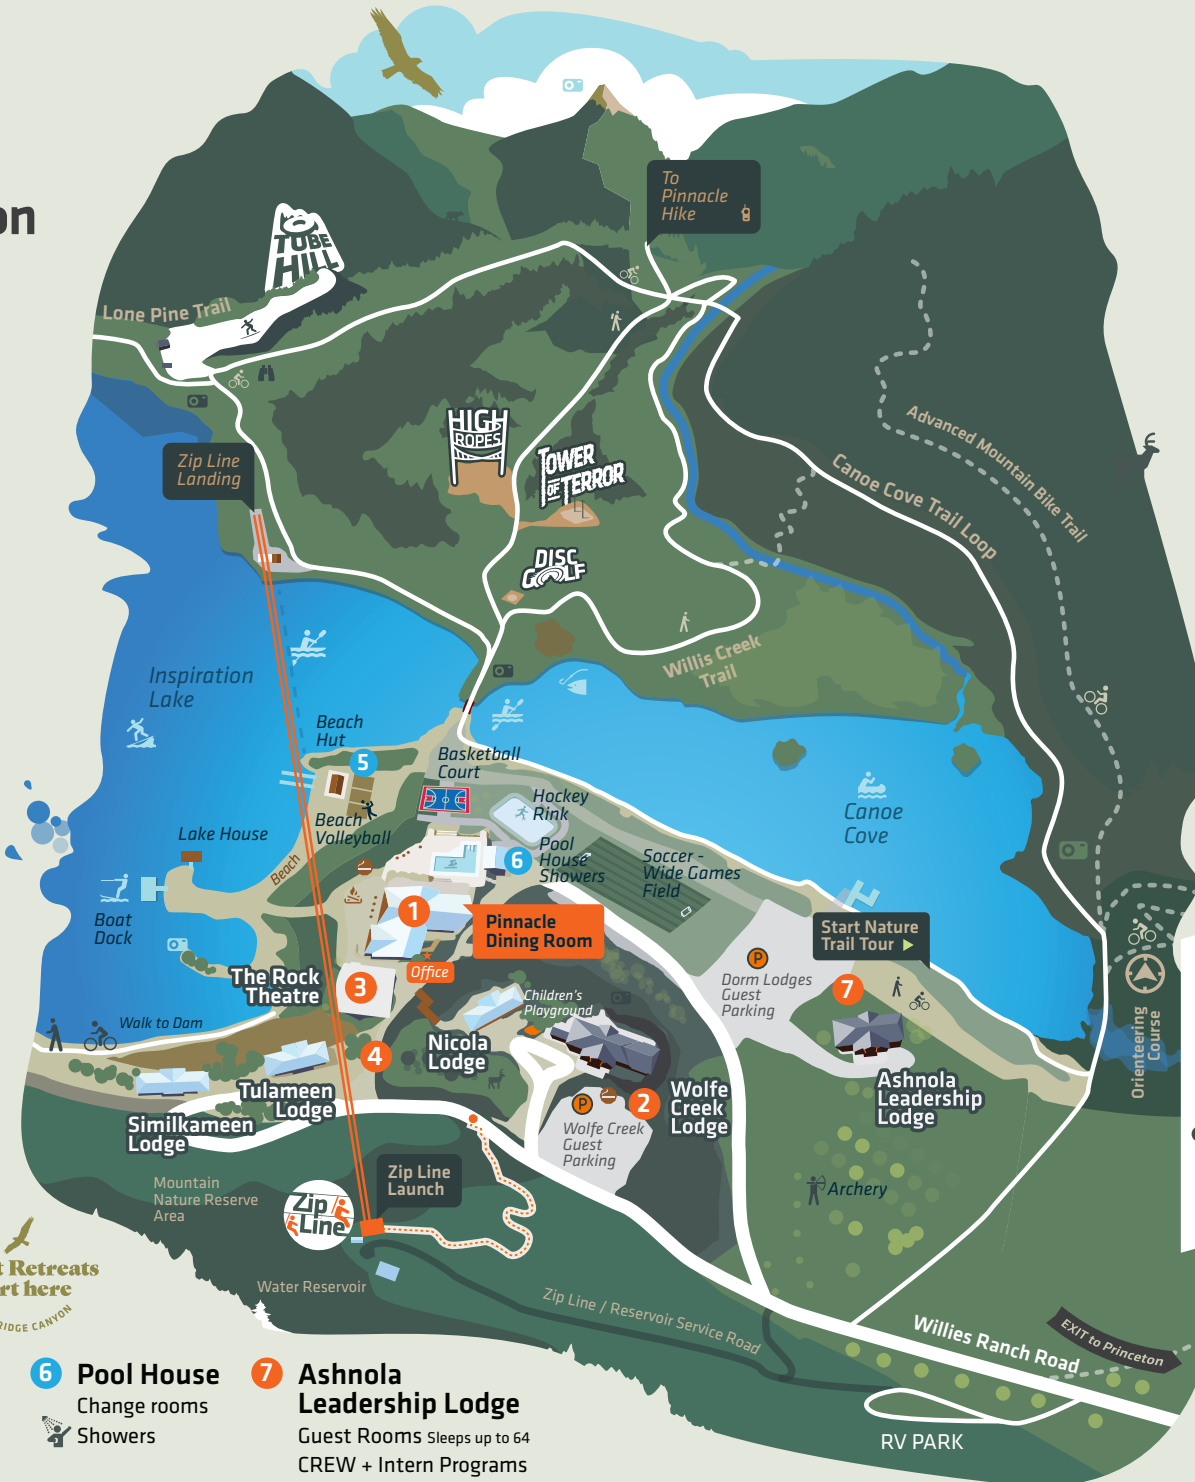 on
To
Pinnacle
Hike
TUBE
HILL
Lone Pine Trail
HIGH
ROPES
TOWER
OF TERROR
Zip Line
Landing
DISC
GOLF
Advanced Mountain Bike Trail
Canoe Cove Trail Loop
Willis Creek
Trail
Inspiration
Lake
Beach
Hut
5
Basketball
Court
Hockey
Rink
Canoe
Cove
Beach
Volleyball
Lake House
Beach
6
Pool
House
Showers
Soccer -
Wide Games
Field
Boat
Dock
1
Pinnacle
Dining Room
Start Nature
Trail Tour
Office
The Rock
Theatre
3
P
Dorm Lodges
Guest
Parking
7
Children's
Playground
Walk to Dam
Nicola
Lodge
4
Orienteering
Course
Tulameen
Lodge
Similkameen
Lodge
P
2
Wolfe
Creek
Lodge
Wolfe Creek
Guest
Parking
Ashnola
Leadership
Lodge
Archery
Mountain
Nature Reserve
Area
Zip Line
Launch
Zip
Line
Water Reservoir
Zip Line / Reservoir Service Road
Willies Ranch Road
EXIT to Princeton
RV PARK
t Retreats
rt here
RIDGE CANYON
6 Pool House
Change rooms
Showers
7 Ashnola
Leadership Lodge
Guest Rooms Sleeps up to 64
CREW + Intern Programs